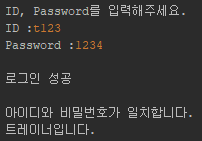 ID, Password를 입력해주세요.
ID :t123
Password :1234
로그인 성공
아이디와 비밀번호가 일치합니다.
트레이너입니다.